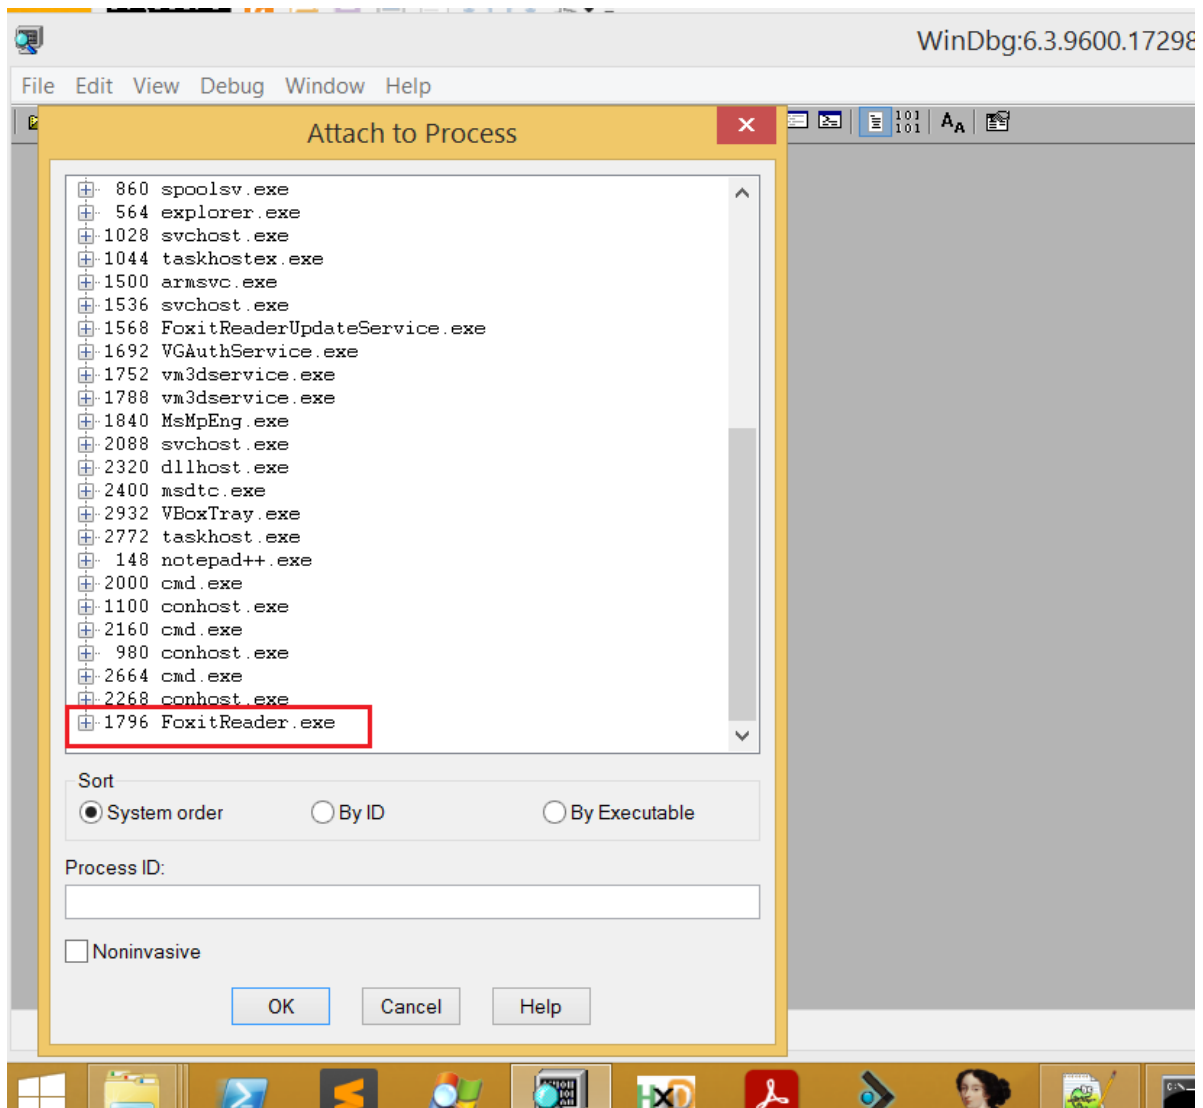 WinDbg:6.3.9600.17298
File Edit View Debug Window Help
Attach to Process
860 spoolsv.exe
564 explorer.exe
1028 svchost.exe
1044 taskhostex.exe
1500 armsvc.exe
1536 svchost.exe
1568 FoxitReaderUpdateService.exe
1692 VGAuthService.exe
1752 vm3dservice.exe
1788 vm3dservice.exe
1840 MsMpEng.exe
2088 svchost.exe
2320 dllhost.exe
2400 msdtc.exe
2932 VBoxTray.exe
2772 taskhost.exe
148 notepad++.exe
2000 cmd.exe
1100 conhost.exe
2160 cmd.exe
980 conhost.exe
2664 cmd.exe
2268 conhost.exe
1796 FoxitReader.exe
Sort
System order By ID By Executable
Process ID:
Noninvasive
OK Cancel Help